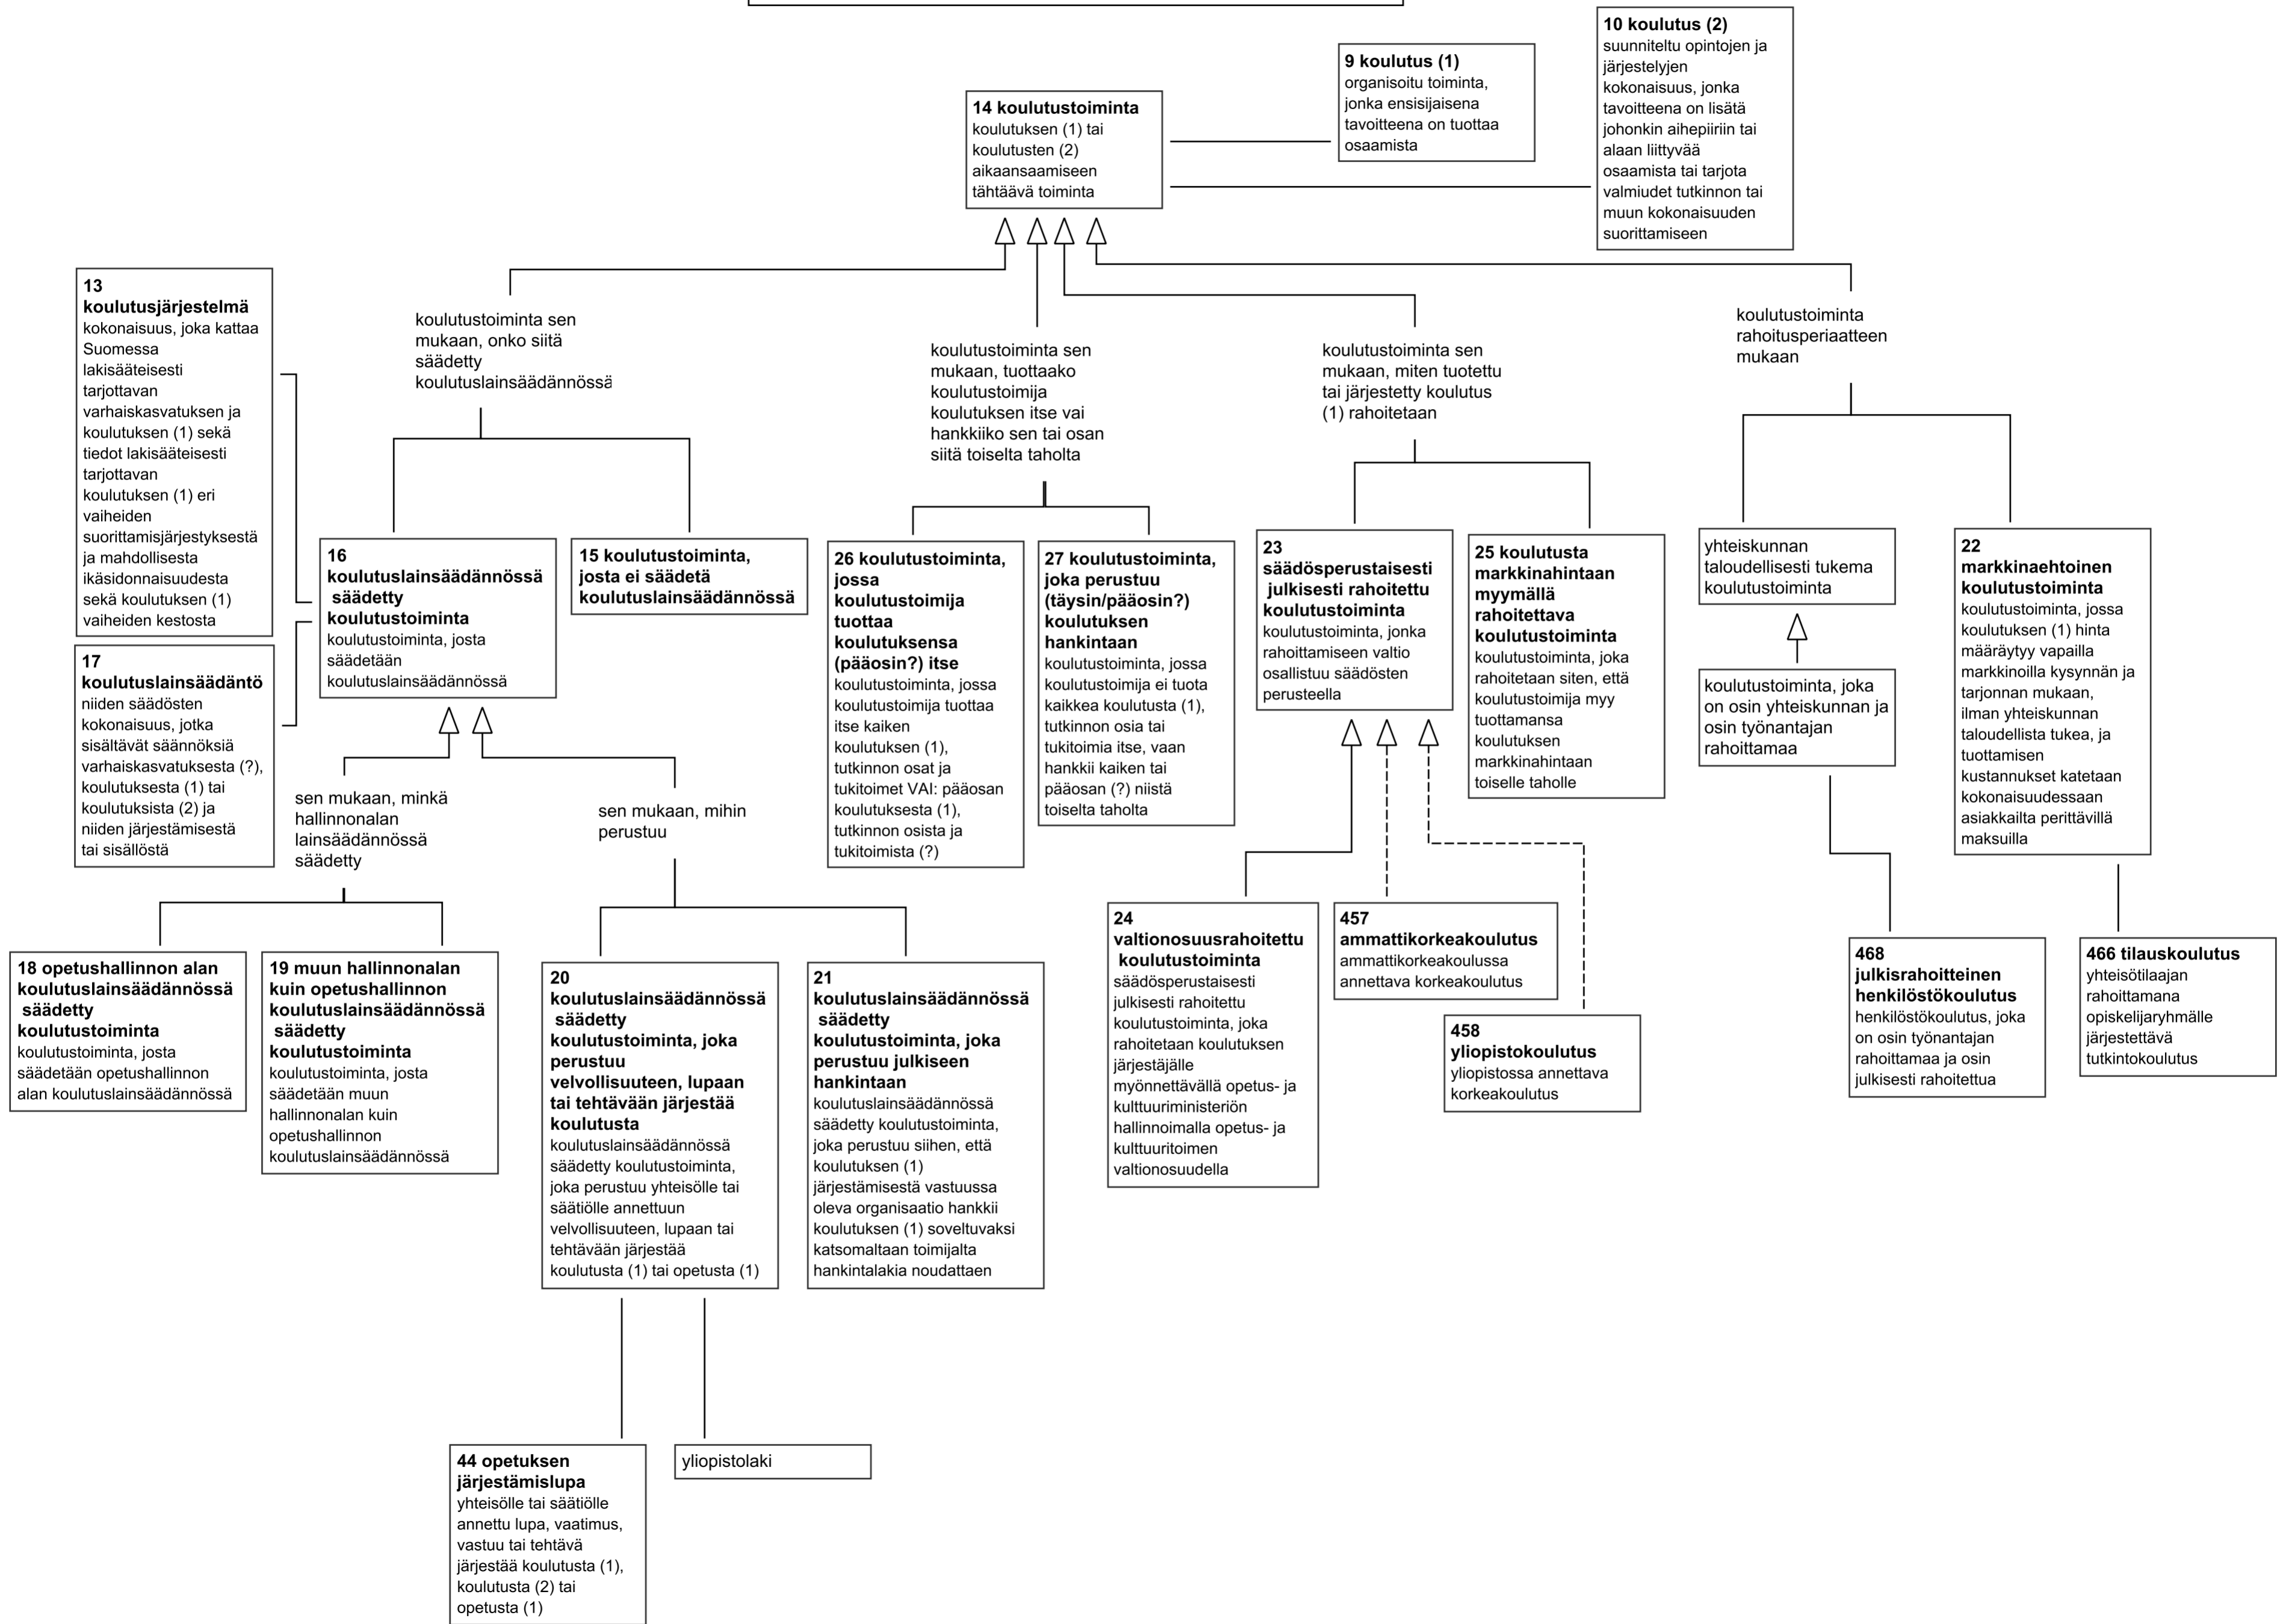 10 koulutus (2)
suunniteltu opintojen ja
järjestelyjen
kokonaisuus, jonka
tavoitteena on lisätä
johonkin aihepiiriin tai
alaan liittyvää
osaamista tai tarjota
valmiudet tutkinnon tai
muun kokonaisuuden
suorittamiseen
9 koulutus (1)
organisoitu toiminta,
jonka ensisijaisena
tavoitteena on tuottaa
osaamista
14 koulutustoiminta
koulutuksen (1) tai
koulutusten (2)
aikaansaamiseen
tähtäävä toiminta
13
koulutusjärjestelmä
kokonaisuus, joka kattaa
Suomessa
lakisääteisesti
tarjottavan
varhaiskasvatuksen ja
koulutuksen (1) sekä
tiedot lakisääteisesti
tarjottavan
koulutuksen (1) eri
vaiheiden
suorittamisjärjestyksestä
ja mahdollisesta
ikäsidonnaisuudesta
sekä koulutuksen (1)
vaiheiden kestosta
koulutustoiminta sen
mukaan, onko siitä
säädetty
koulutuslainsäädännössä
koulutustoiminta sen
mukaan, tuottaako
koulutustoimija
koulutuksen itse vai
hankkiiko sen tai osan
siitä toiselta taholta
koulutustoiminta sen
mukaan, miten tuotettu
tai järjestetty koulutus
(1) rahoitetaan
koulutustoiminta
rahoitusperiaatteen
mukaan
17
koulutuslainsäädäntö
niiden säädösten
kokonaisuus, jotka
sisältävät säännöksiä
varhaiskasvatuksesta (?),
koulutuksesta (1) tai
koulutuksista (2) ja
niiden järjestämisestä
tai sisällöstä
16
koulutuslainsäädännössä
säädetty
koulutustoiminta
koulutustoiminta, josta
säädetään
koulutuslainsäädännössä
15 koulutustoiminta,
josta ei säädetä
koulutuslainsäädännössä
26 koulutustoiminta,
jossa
koulutustoimija
tuottaa
koulutuksensa
(pääosin?) itse
koulutustoiminta, jossa
koulutustoimija tuottaa
itse kaiken
koulutuksen (1),
tutkinnon osat ja
tukitoimet VAI: pääosan
koulutuksesta (1),
tutkinnon osista ja
tukitoimista (?)
27 koulutustoiminta,
joka perustuu
(täysin/pääosin?)
koulutuksen
hankintaan
koulutustoiminta, jossa
koulutustoimija ei tuota
kaikkea koulutusta (1),
tutkinnon osia tai
tukitoimia itse, vaan
hankkii kaiken tai
pääosan (?) niistä
toiselta taholta
23
säädösperustaisesti
julkisesti rahoitettu
koulutustoiminta
koulutustoiminta, jonka
rahoittamiseen valtio
osallistuu säädösten
perusteella
25 koulutusta
markkinahintaan
myymällä
rahoitettava
koulutustoiminta
koulutustoiminta, joka
rahoitetaan siten, että
koulutustoimija myy
tuottamansa
koulutuksen
markkinahintaan
toiselle taholle
yhteiskunnan
taloudellisesti tukema
koulutustoiminta
koulutustoiminta, joka
on osin yhteiskunnan ja
osin työnantajan
rahoittamaa
22
markkinaehtoinen
koulutustoiminta
koulutustoiminta, jossa
koulutuksen (1) hinta
määräytyy vapailla
markkinoilla kysynnän ja
tarjonnan mukaan,
ilman yhteiskunnan
taloudellista tukea, ja
tuottamisen
kustannukset katetaan
kokonaisuudessaan
asiakkailta perittävillä
maksuilla
sen mukaan, minkä
hallinnonalan
lainsäädännössä
säädetty
sen mukaan, mihin
perustuu
18 opetushallinnon alan
koulutuslainsäädännössä
säädetty
koulutustoiminta
koulutustoiminta, josta
säädetään opetushallinnon
alan koulutuslainsäädännössä
19 muun hallinnonalan
kuin opetushallinnon
koulutuslainsäädännössä
säädetty
koulutustoiminta
koulutustoiminta, josta
säädetään muun
hallinnonalan kuin
opetushallinnon
koulutuslainsäädännössä
20
koulutuslainsäädännössä
säädetty
koulutustoiminta, joka
perustuu
velvollisuuteen, lupaan
tai tehtävään järjestää
koulutusta
koulutuslainsäädännössä
säädetty koulutustoiminta,
joka perustuu yhteisölle tai
säätiölle annettuun
velvollisuuteen, lupaan tai
tehtävään järjestää
koulutusta (1) tai opetusta (1)
21
koulutuslainsäädännössä
säädetty
koulutustoiminta, joka
perustuu julkiseen
hankintaan
koulutuslainsäädännössä
säädetty koulutustoiminta,
joka perustuu siihen, että
koulutuksen (1)
järjestämisestä vastuussa
oleva organisaatio hankkii
koulutuksen (1) soveltuvaksi
katsomaltaan toimijalta
hankintalakia noudattaen
24
valtionosuusrahoitettu
koulutustoiminta
säädösperustaisesti
julkisesti rahoitettu
koulutustoiminta, joka
rahoitetaan koulutuksen
järjestäjälle
myönnettävällä opetus- ja
kulttuuriministeriön
hallinnoimalla opetus- ja
kulttuuritoimen
valtionosuudella
457
ammattikorkeakoulutus
ammattikorkeakoulussa
annettava korkeakoulutus
458
yliopistokoulutus
yliopistossa annettava
korkeakoulutus
468
julkisrahoitteinen
henkilöstökoulutus
henkilöstökoulutus, joka
on osin työnantajan
rahoittamaa ja osin
julkisesti rahoitettua
466 tilauskoulutus
yhteisötilaajan
rahoittamana
opiskelijaryhmälle
järjestettävä
tutkintokoulutus
44 opetuksen
järjestämislupa
yhteisölle tai säätiölle
annettu lupa, vaatimus,
vastuu tai tehtävä
järjestää koulutusta (1),
koulutusta (2) tai
opetusta (1)
yliopistolaki